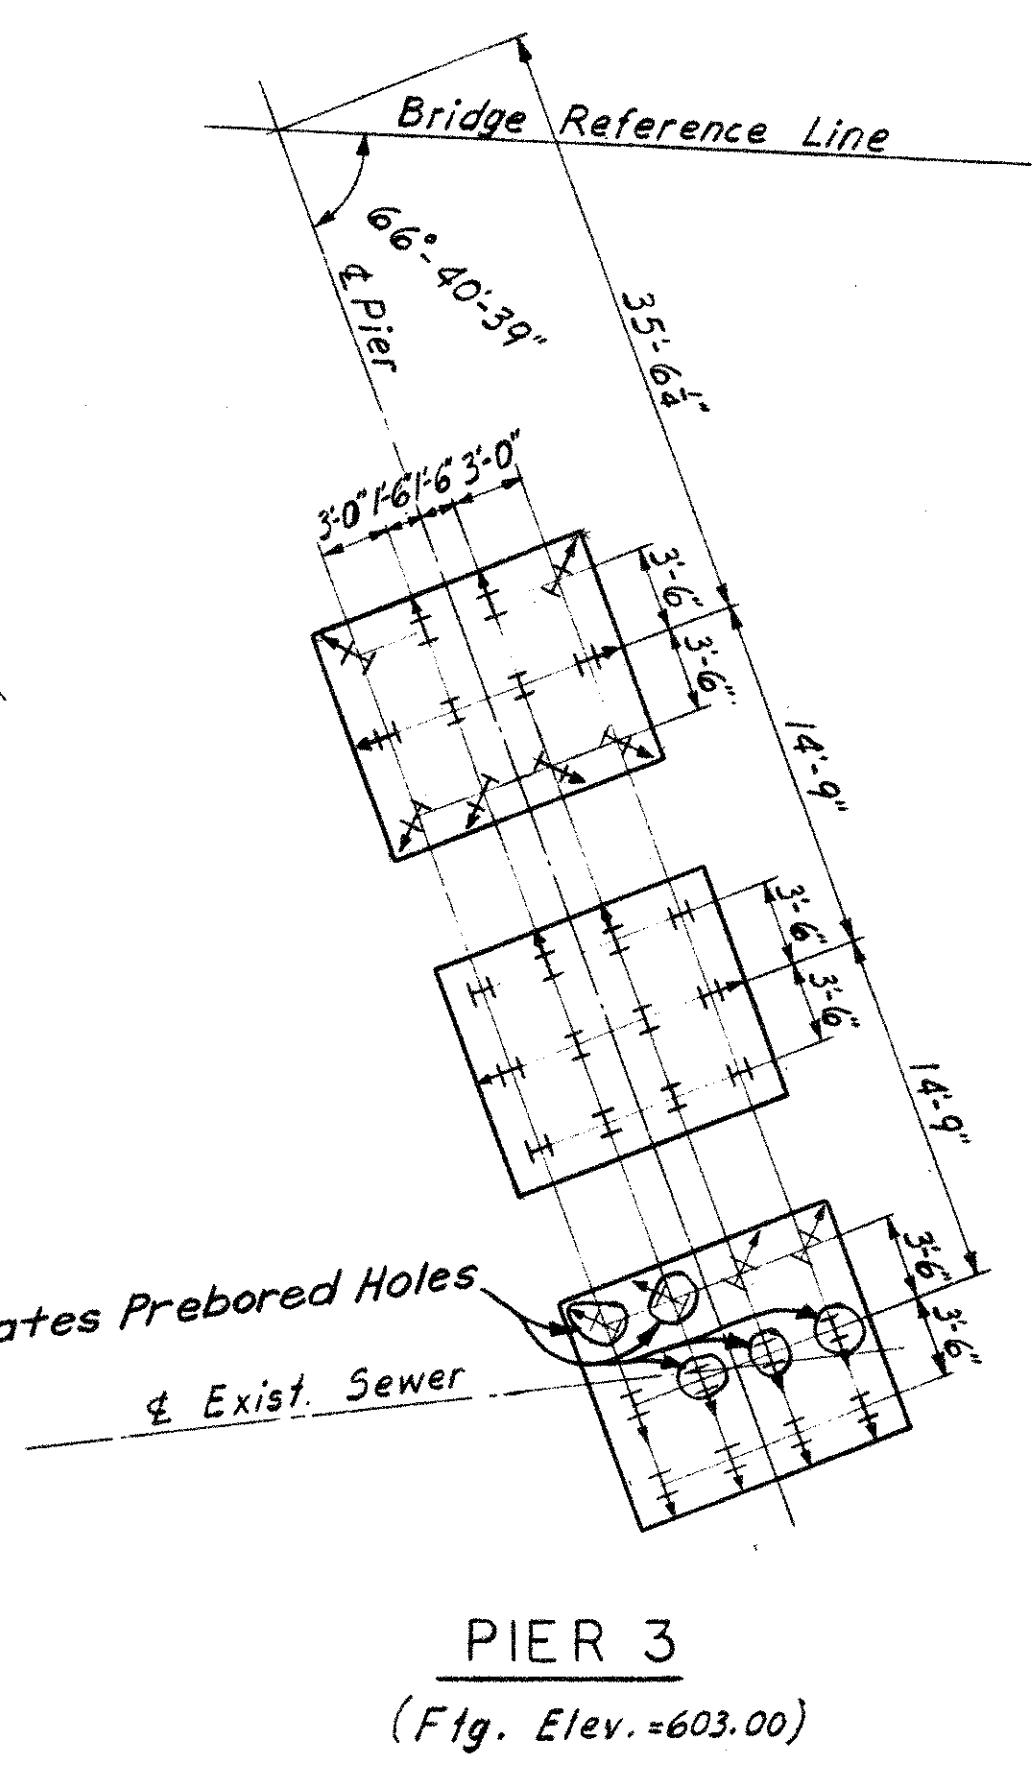 Bridge Reference Line
66°-40'-39"
℄ Pier
35'-6 1/4"
3'-0" 1'-6" 1'-6" 3'-0"
3'-6"
3'-6"
14'-9"
3'-6"
3'-6"
14'-9"
3'-6"
3'-6"
ates Prebored Holes
℄ Exist. Sewer
PIER 3
(Ftg. Elev.=603.00)